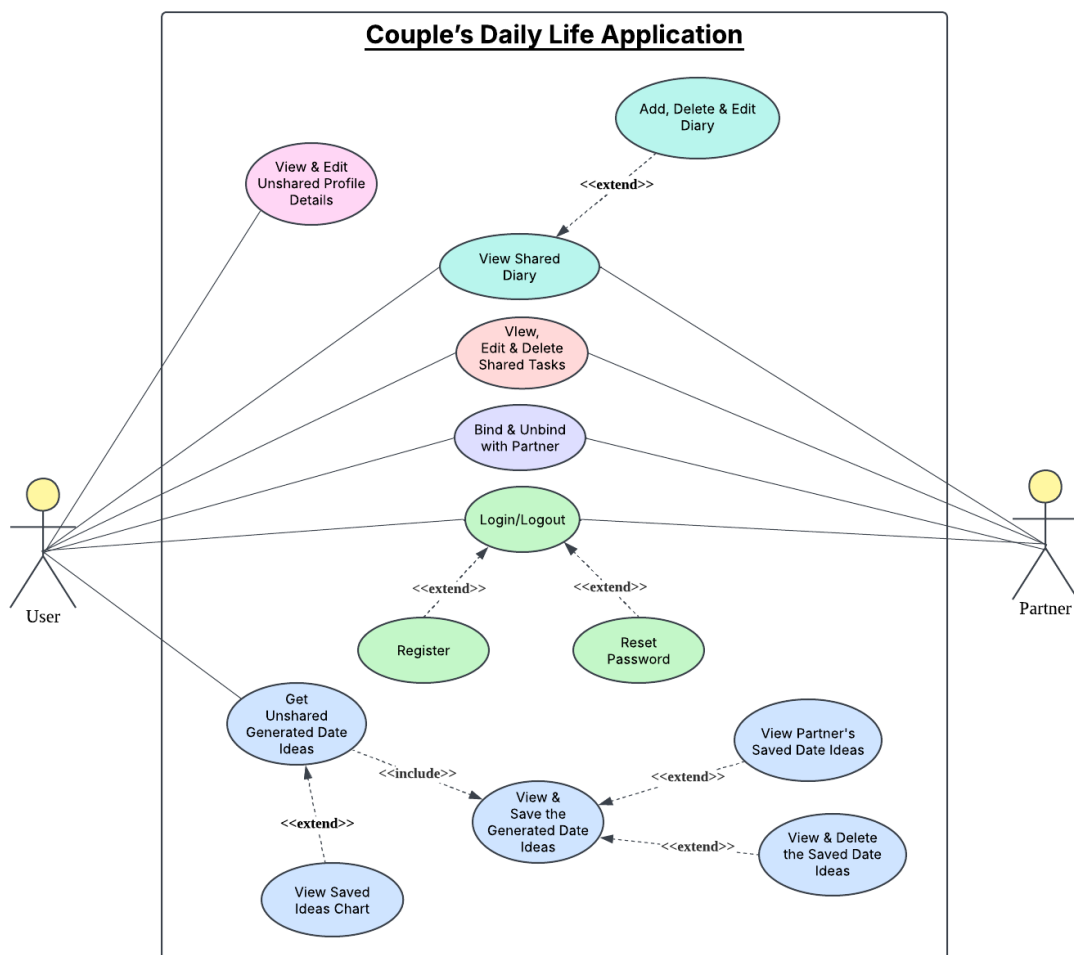 Couple's Daily Life Application
Add, Delete & Edit
Diary
View & Edit
Unshared Profile
Details
<<extend>>
View Shared
Diary
VIew,
Edit & Delete
Shared Tasks
Bind & Unbind
with Partner
Login/Logout
User
Partner
<<extend>>
<<extend>>
Register
Reset
Password
Get
Unshared
Generated Date
Ideas
View Partner's
Saved Date Ideas
<<include>>
<<extend>>
View &
Save the
Generated Date
Ideas
<<extend>>
<<extend>>
View & Delete
the Saved Date
Ideas
View Saved
Ideas Chart